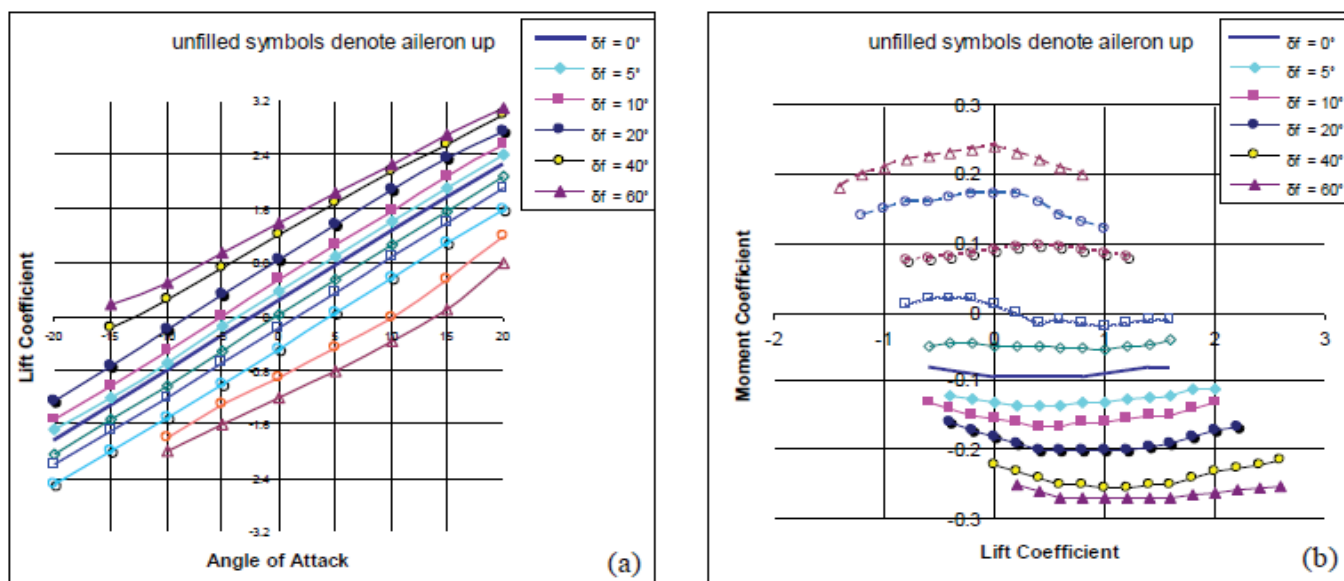 unfilled symbols denote aileron up
δf = 0°
δf = 5°
δf = 10°
δf = 20°
δf = 40°
δf = 60°
3.2
2.4
1.6
0.8
-20 -15 -10 -5 0 5 10 15 20
-0.8
-1.6
-2.4
-3.2
Lift Coefficient
Angle of Attack
(a)
unfilled symbols denote aileron up
δf = 0°
δf = 5°
δf = 10°
δf = 20°
δf = 40°
δf = 60°
0.3
0.2
0.1
0
-2 -1 0 1 2 3
-0.1
-0.2
-0.3
Moment Coefficient
Lift Coefficient
(b)